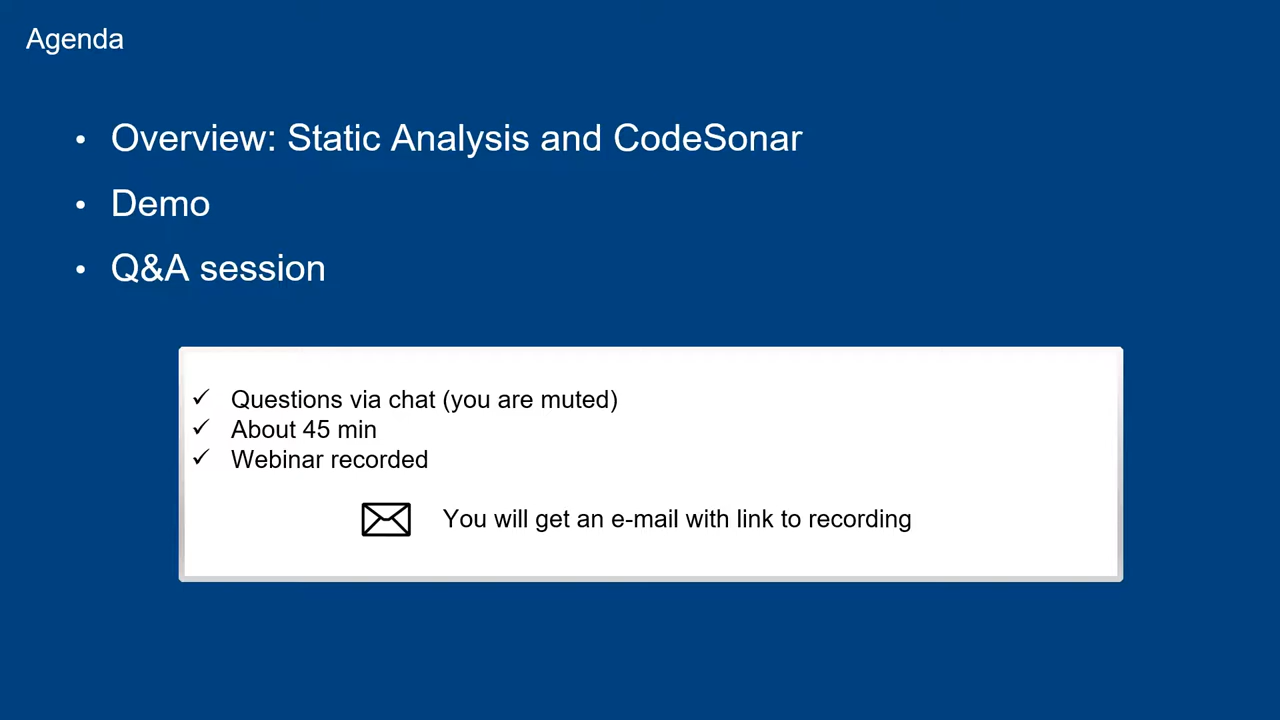 Agenda
• Overview: Static Analysis and CodeSonar
• Demo
• Q&A session
✓ Questions via chat (you are muted)
✓ About 45 min
✓ Webinar recorded
You will get an e-mail with link to recording